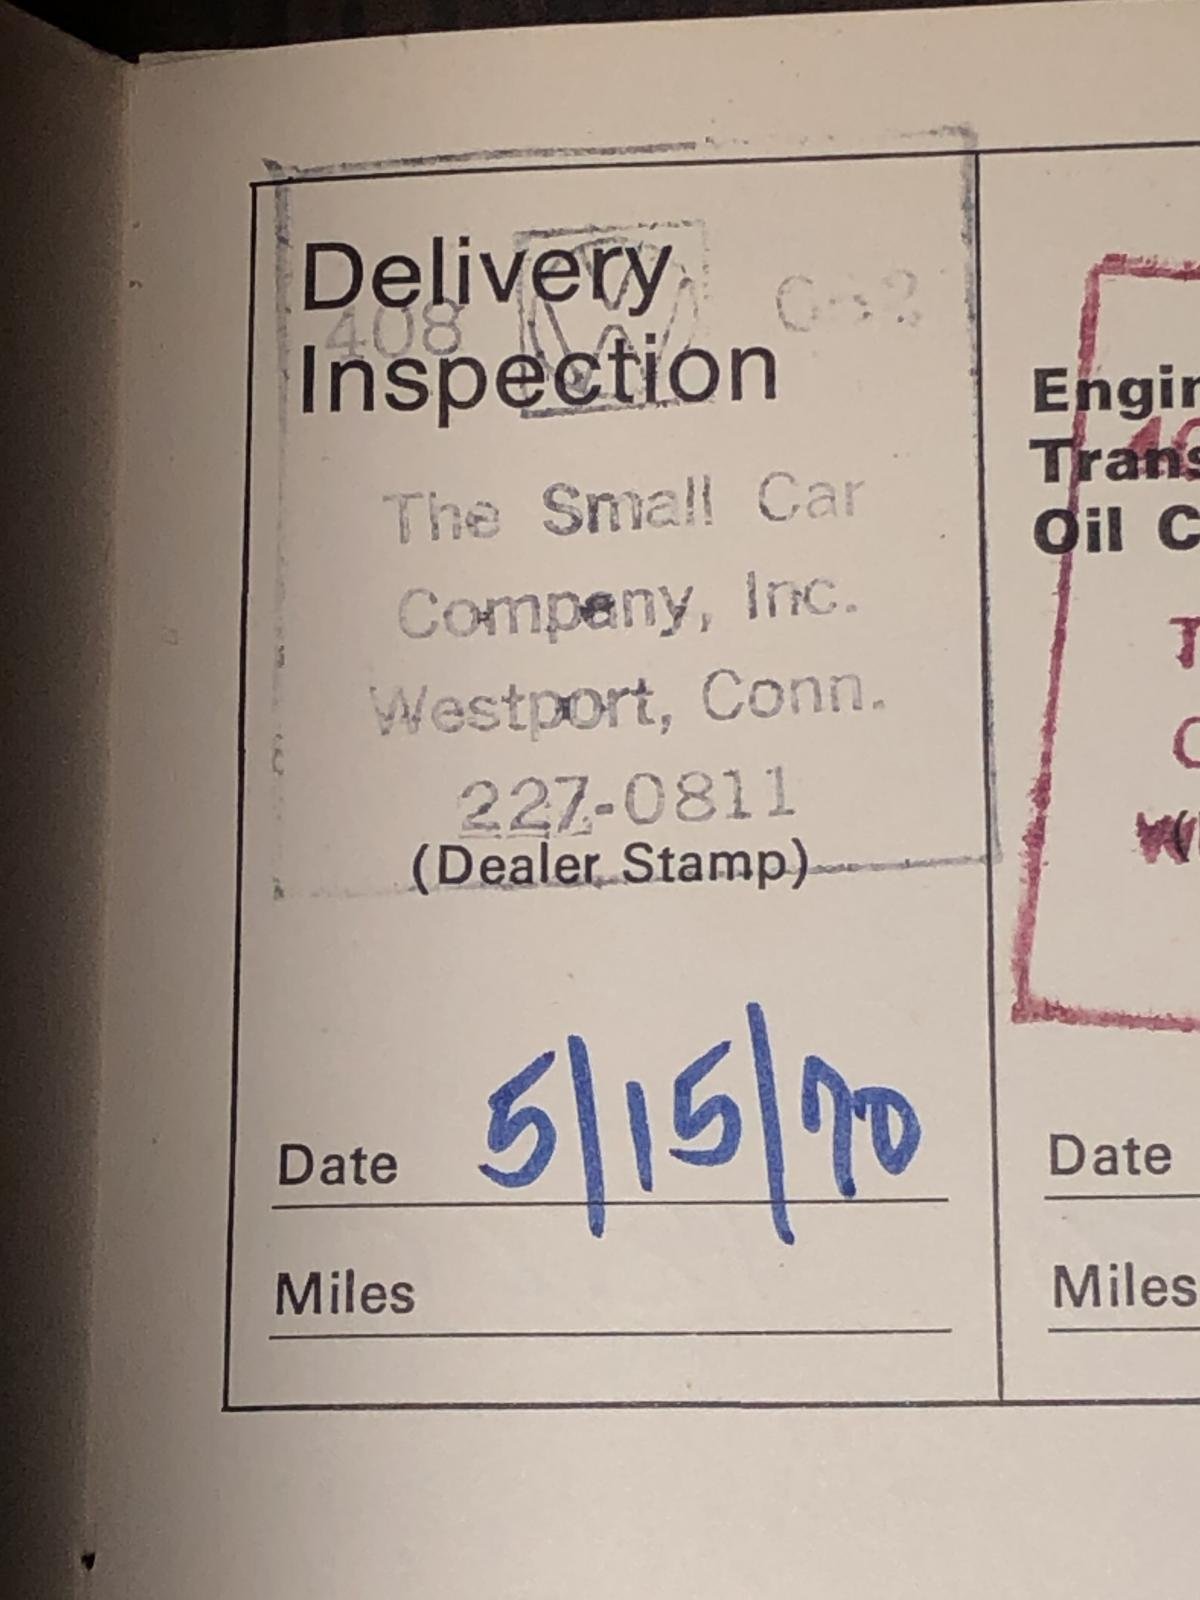 Delivery
Inspection
408
The Small Car
Company, Inc.
Westport, Conn.
227-0811
(Dealer Stamp)
Date 5/15/70
Miles
Engin
Trans
Oil C
Date
Miles